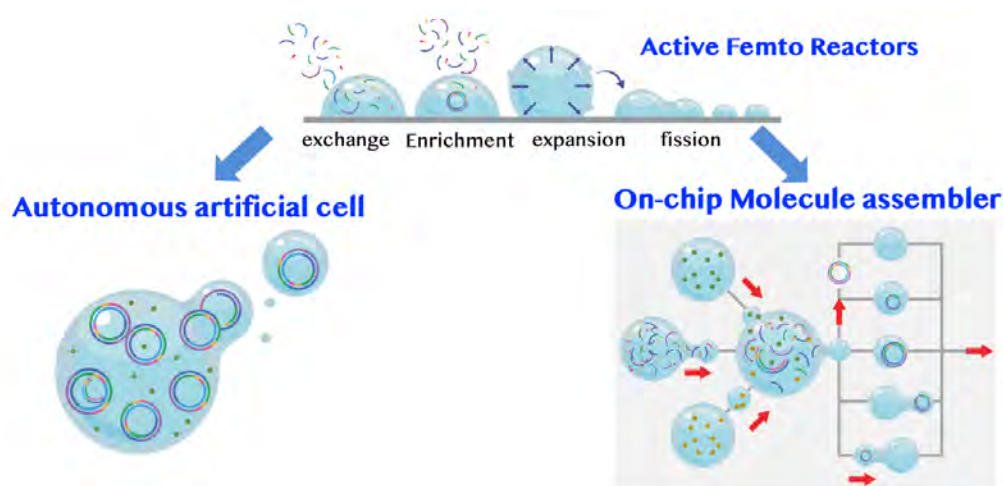 Active Femto Reactors
exchange Enrichment expansion fission
Autonomous artificial cell
On-chip Molecule assembler